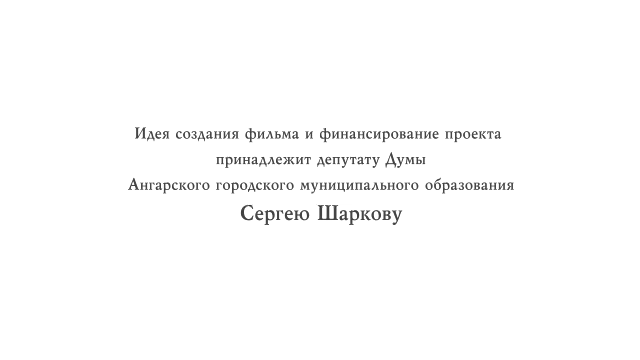 Идея создания фильма и финансирование проекта
принадлежит депутату Думы
Ангарского городского муниципального образования
Сергею Шаркову